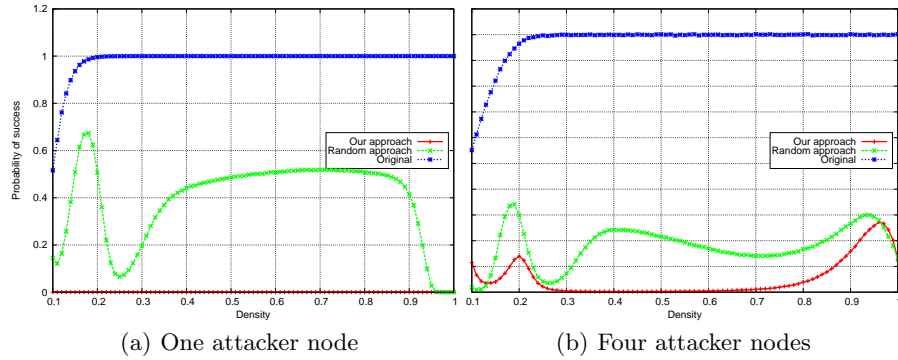 1.2
1
0.8
0.6
0.4
0.2
0
Probability of success
Our approach
Random approach
Original
0.1 0.2 0.3 0.4 0.5 0.6 0.7 0.8 0.9 1
Density
(a) One attacker node
Our approach
Random approach
Original
0.1 0.2 0.3 0.4 0.5 0.6 0.7 0.8 0.9 1
Density
(b) Four attacker nodes